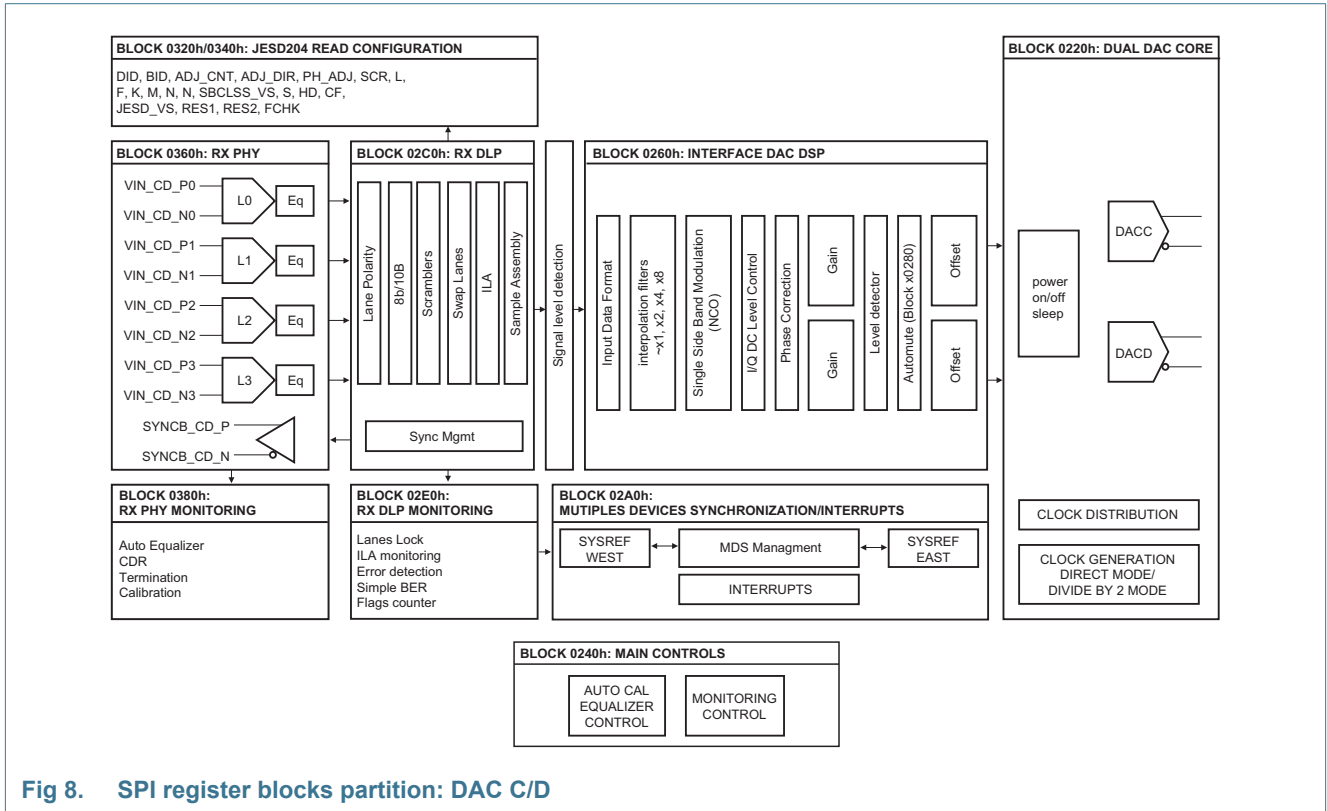 BLOCK 0320h/0340h: JESD204 READ CONFIGURATION
DID, BID, ADJ_CNT, ADJ_DIR, PH_ADJ, SCR, L,
F, K, M, N, N, SBCLSS_VS, S, HD, CF,
JESD_VS, RES1, RES2, FCHK
BLOCK 0360h: RX PHY
VIN_CD_P0
VIN_CD_N0
L0
Eq
VIN_CD_P1
VIN_CD_N1
L1
Eq
VIN_CD_P2
VIN_CD_N2
L2
Eq
VIN_CD_P3
VIN_CD_N3
L3
Eq
SYNCB_CD_P
SYNCB_CD_N
BLOCK 02C0h: RX DLP
Lane Polarity
8b/10B
Scramblers
Swap Lanes
ILA
Sample Assembly
Sync Mgmt
Signal level detection
BLOCK 0260h: INTERFACE DAC DSP
Input Data Format
interpolation filters
~x1, x2, x4, x8
Single Side Band Modulation
(NCO)
I/Q DC Level Control
Phase Correction
Gain
Gain
Level detector
Automute (Block x0280)
Offset
Offset
BLOCK 0220h: DUAL DAC CORE
power
on/off
sleep
DACC
DACD
CLOCK DISTRIBUTION
CLOCK GENERATION
DIRECT MODE/
DIVIDE BY 2 MODE
BLOCK 0380h:
RX PHY MONITORING
Auto Equalizer
CDR
Termination
Calibration
BLOCK 02E0h:
RX DLP MONITORING
Lanes Lock
ILA monitoring
Error detection
Simple BER
Flags counter
BLOCK 02A0h:
MUTIPLES DEVICES SYNCHRONIZATION/INTERRUPTS
SYSREF
WEST
MDS Managment
SYSREF
EAST
INTERRUPTS
BLOCK 0240h: MAIN CONTROLS
AUTO CAL
EQUALIZER
CONTROL
MONITORING
CONTROL
Fig 8. SPI register blocks partition: DAC C/D